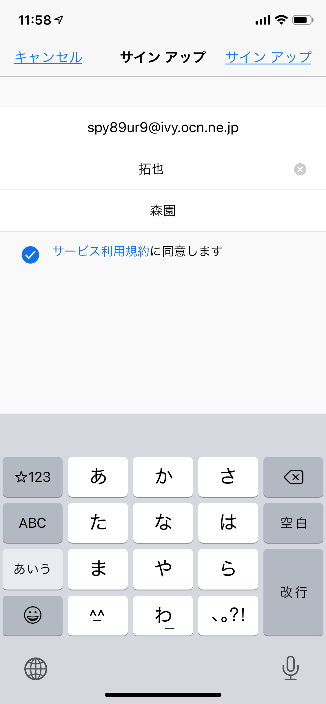 11:58
キャンセル サイン アップ サイン アップ
spy89ur9@ivy.ocn.ne.jp
拓也
森園
サービス利用規約に同意します
☆123 あ か さ
ABC た な は 空白
あいう ま や ら 改行
^^ わ_ 、。?!